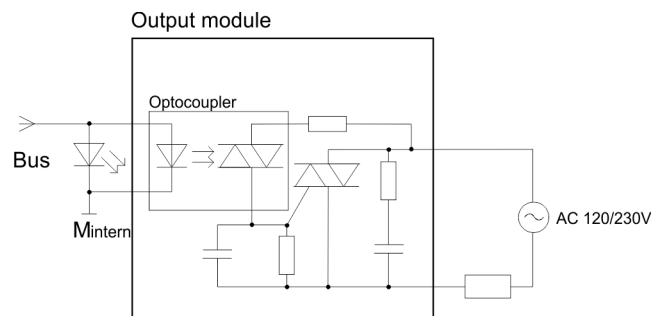 Output module
Optocoupler
Bus
Mintern
AC 120/230V